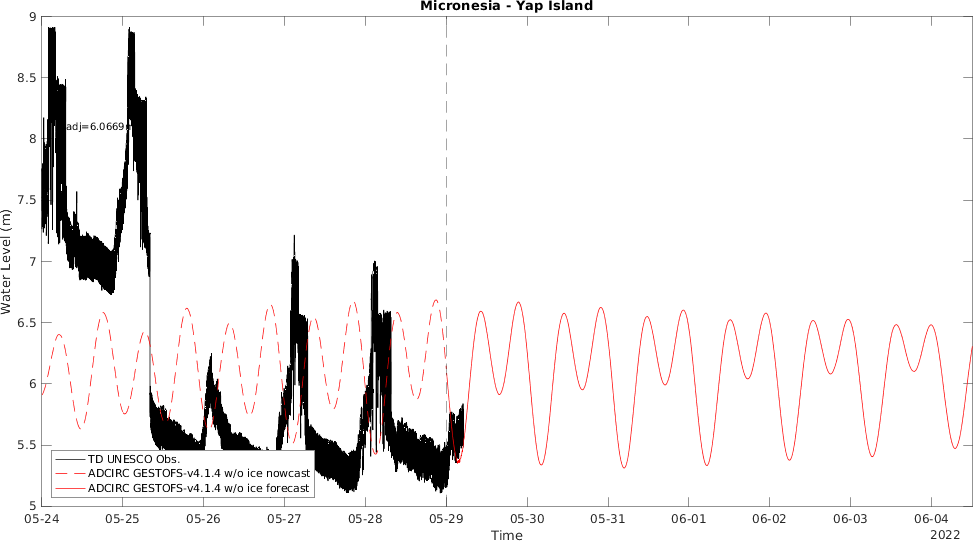 Micronesia - Yap Island
9
8.5
8
7.5
7
6.5
6
5.5
5
Water Level (m)
adj=6.0669
TD UNESCO Obs.
ADCIRC GESTOFS-v4.1.4 w/o ice nowcast
ADCIRC GESTOFS-v4.1.4 w/o ice forecast
05-24 05-25 05-26 05-27 05-28 05-29 05-30 05-31 06-01 06-02 06-03 06-04
Time
2022